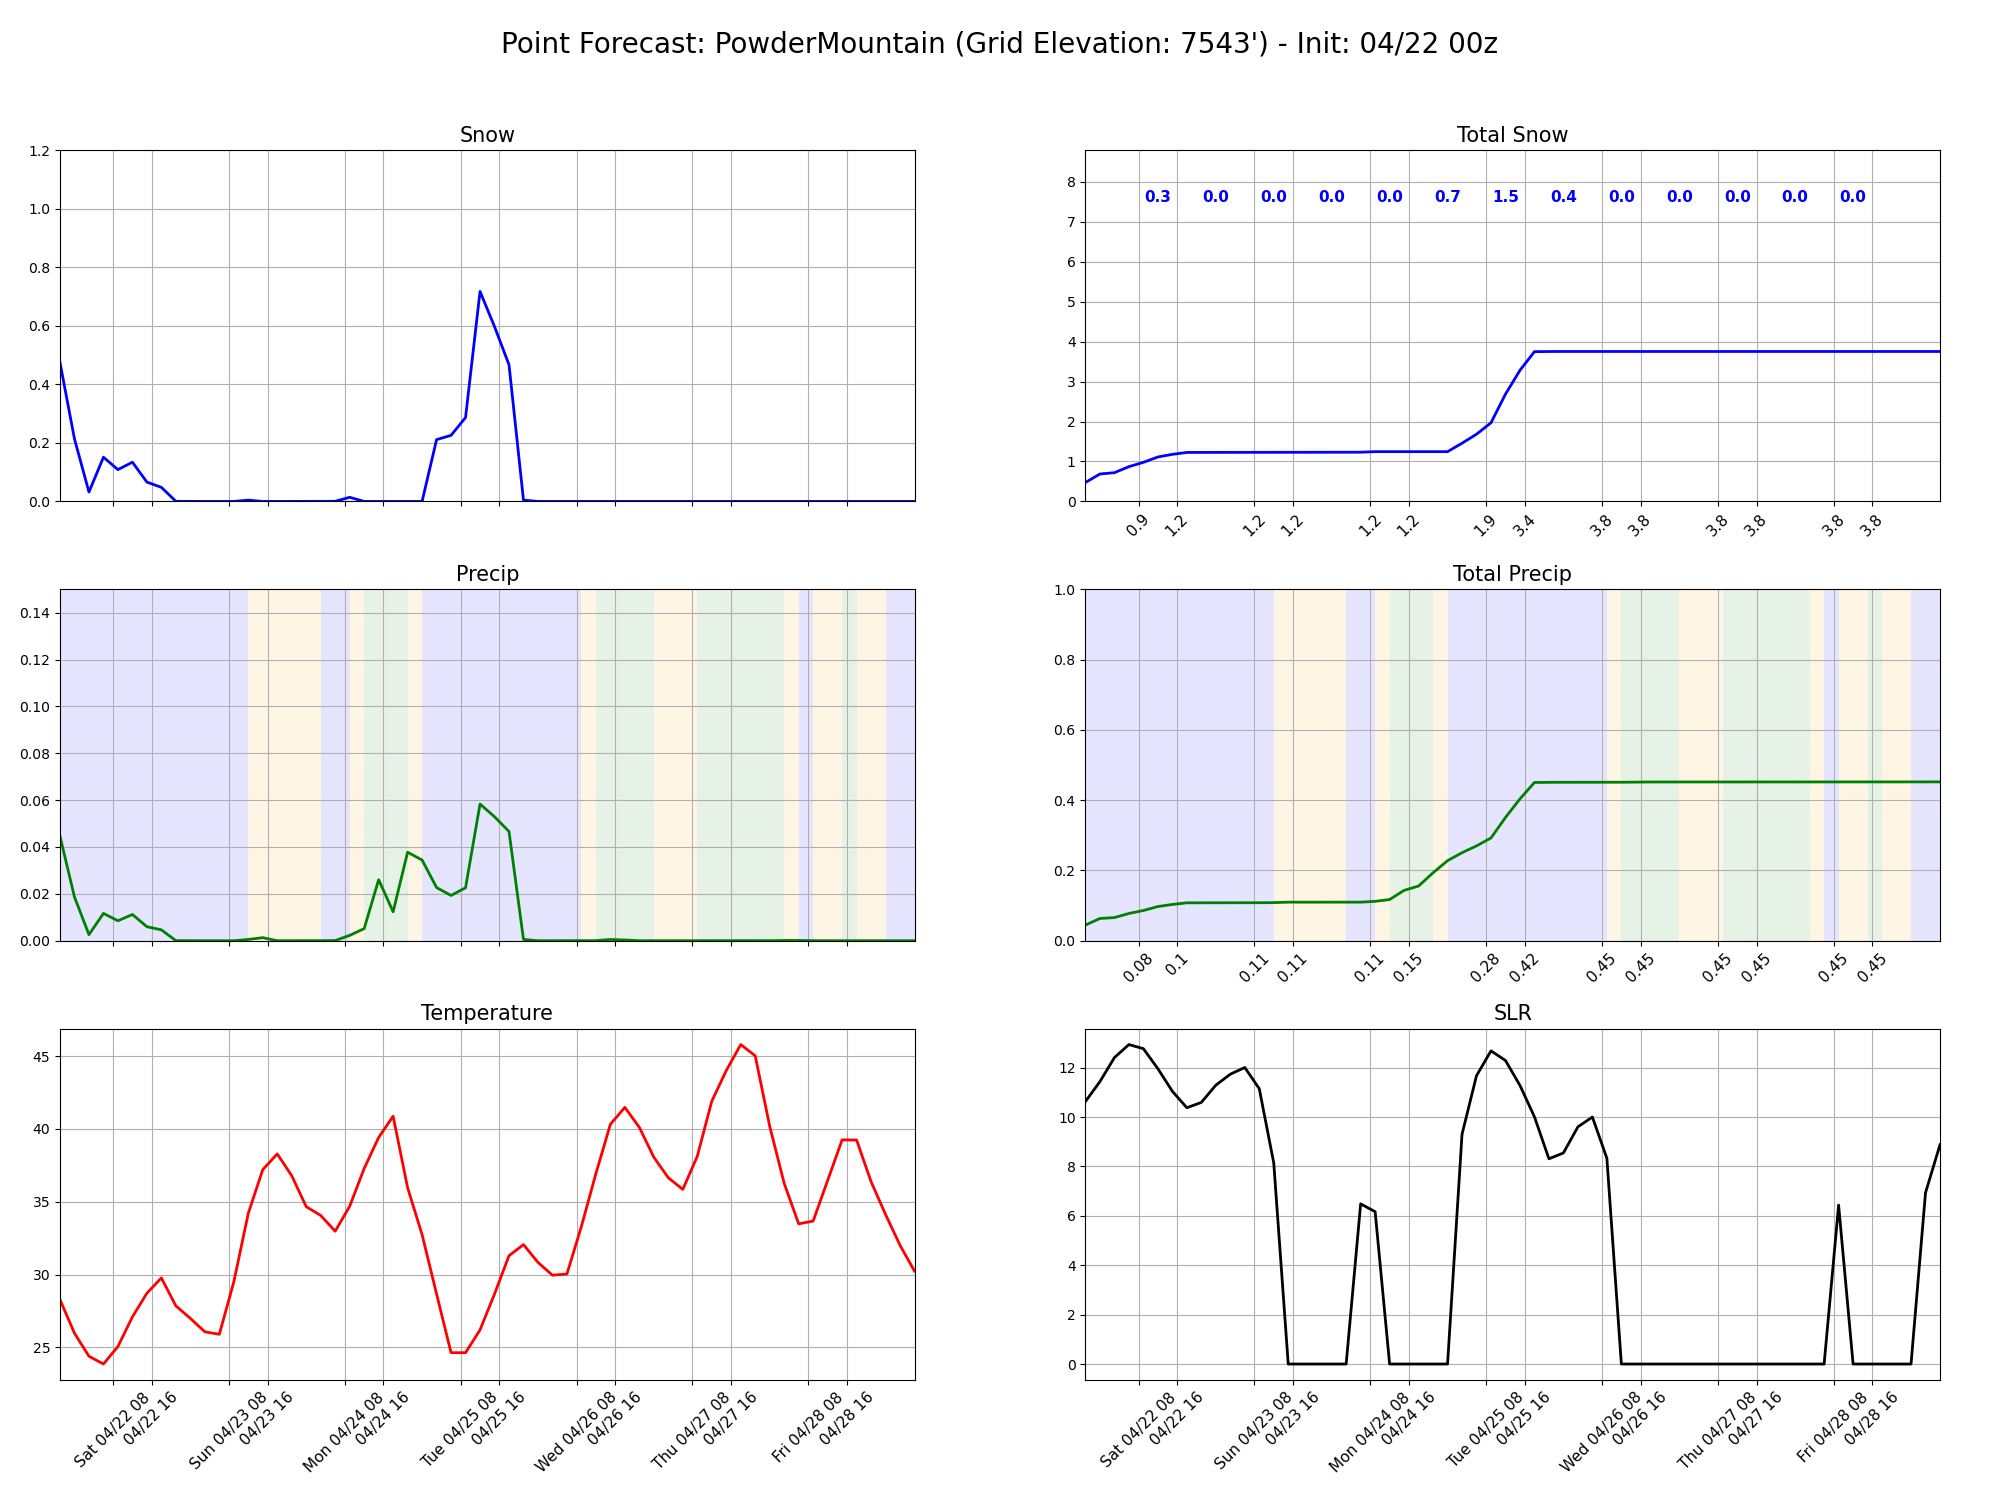 Point Forecast: PowderMountain (Grid Elevation: 7543') - Init: 04/22 00z
Snow
1.2
1.0
0.8
0.6
0.4
0.2
0.0
Total Snow
8
7
6
5
4
3
2
1
0
0.3 0.0 0.0 0.0 0.0 0.7 1.5 0.4 0.0 0.0 0.0 0.0 0.0
0.9 1.2 1.2 1.2 1.2 1.2 1.9 3.4 3.8 3.8 3.8 3.8 3.8 3.8
Precip
0.14
0.12
0.10
0.08
0.06
0.04
0.02
0.00
Total Precip
1.0
0.8
0.6
0.4
0.2
0.0
0.08 0.1 0.11 0.11 0.11 0.15 0.28 0.42 0.45 0.45 0.45 0.45 0.45 0.45
Temperature
45
40
35
30
25
Sat 04/22 08
04/22 16
Sun 04/23 08
04/23 16
Mon 04/24 08
04/24 16
Tue 04/25 08
04/25 16
Wed 04/26 08
04/26 16
Thu 04/27 08
04/27 16
Fri 04/28 08
04/28 16
SLR
12
10
8
6
4
2
0
Sat 04/22 08
04/22 16
Sun 04/23 08
04/23 16
Mon 04/24 08
04/24 16
Tue 04/25 08
04/25 16
Wed 04/26 08
04/26 16
Thu 04/27 08
04/27 16
Fri 04/28 08
04/28 16